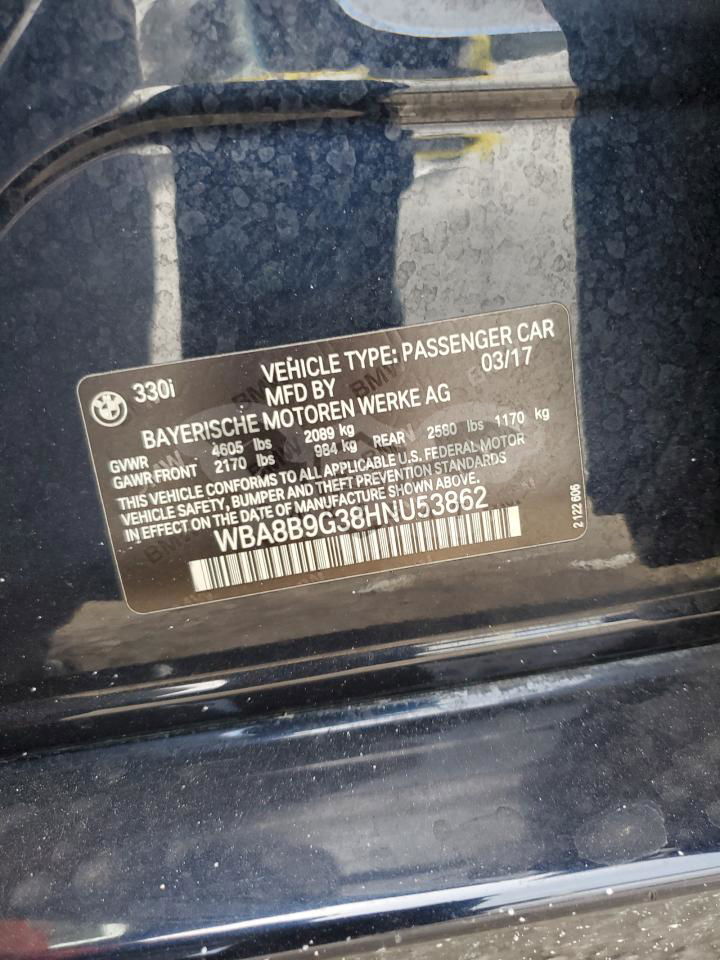 330i VEHICLE TYPE: PASSENGER CAR
MFD BY 03/17
BAYERISCHE MOTOREN WERKE AG
GVWR 4605 lbs 2089 kg
GAWR FRONT 2170 lbs 984 kg REAR 2580 lbs 1170 kg
THIS VEHICLE CONFORMS TO ALL APPLICABLE U.S. FEDERAL MOTOR
VEHICLE SAFETY, BUMPER AND THEFT PREVENTION STANDARDS
IN EFFECT ON THE DATE OF MANUFACTURE SHOWN ABOVE.
WBA8B9G38HNU53862
2 122 606